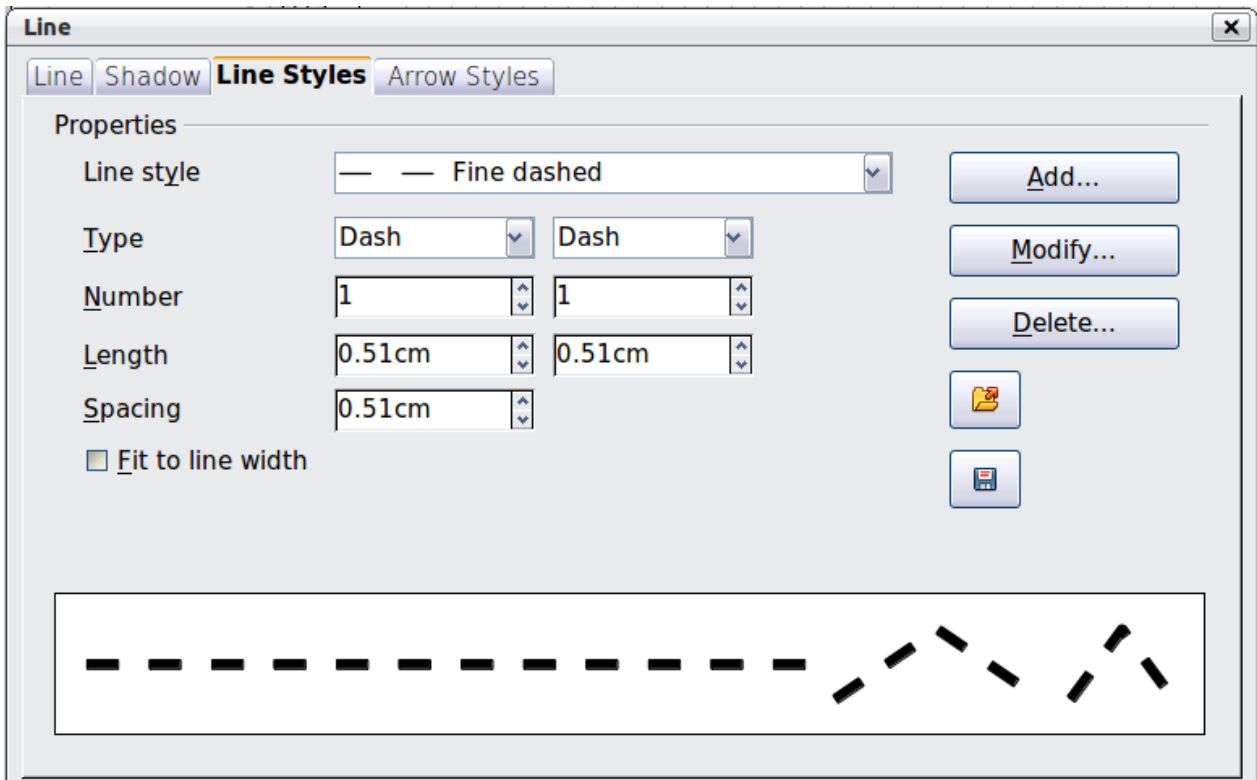 Line
Line Shadow Line Styles Arrow Styles
Properties
Line style Fine dashed Add...
Type Dash Dash Modify...
Number 1 1 Delete...
Length 0.51cm 0.51cm
Spacing 0.51cm
Fit to line width